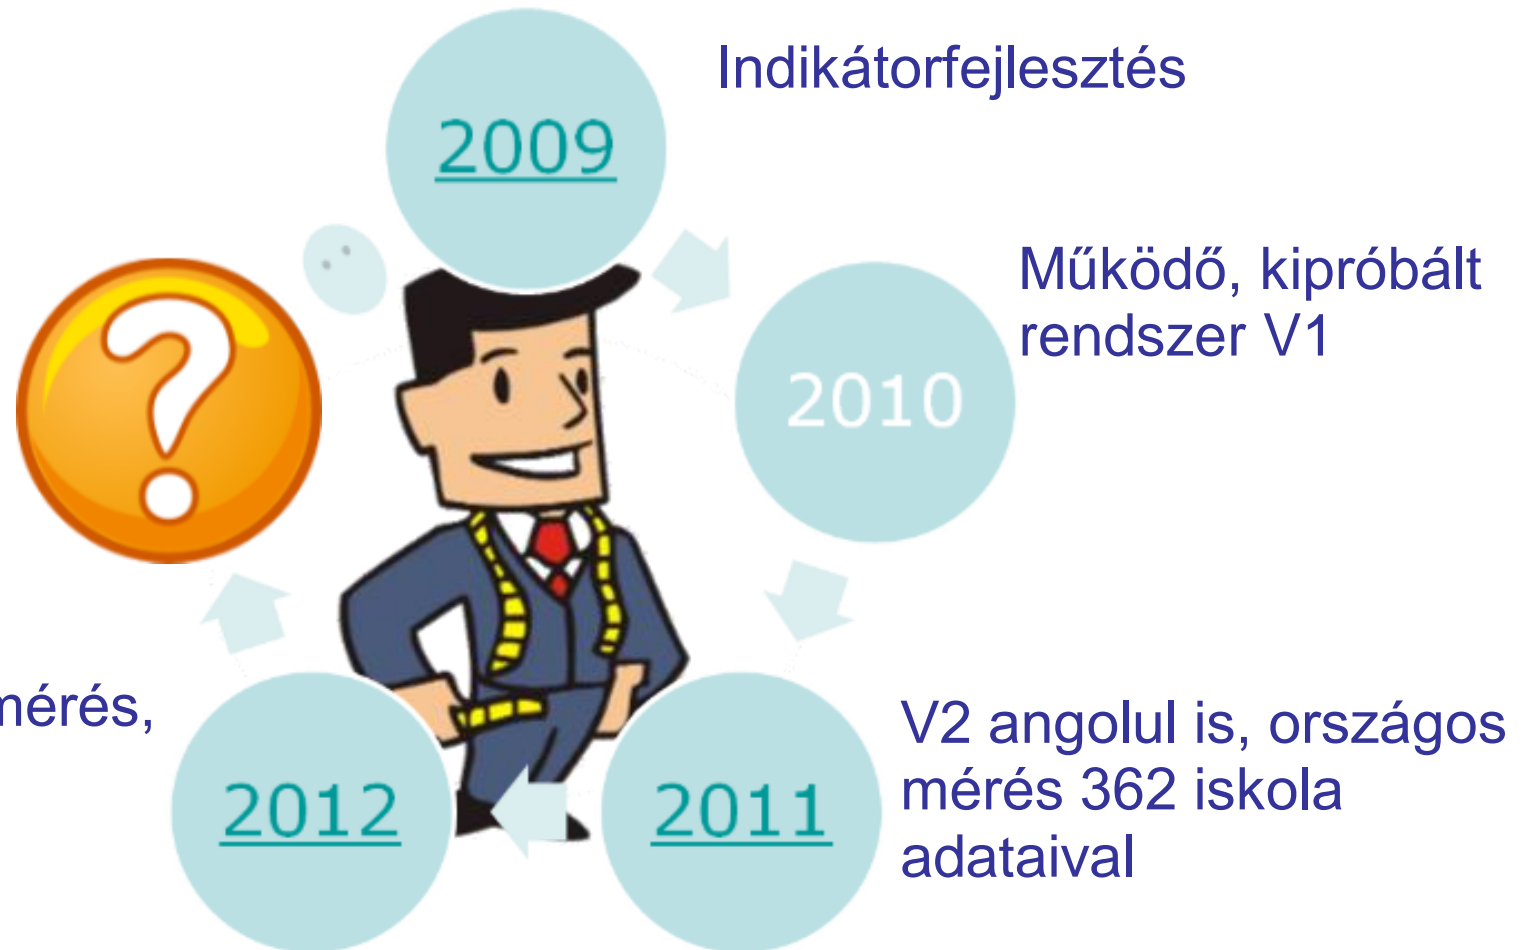 Indikátorfejlesztés
2009
Működő, kipróbált
rendszer V1
?
2010
mérés,
V2 angolul is, országos
mérés 362 iskola
adataival
2012
2011